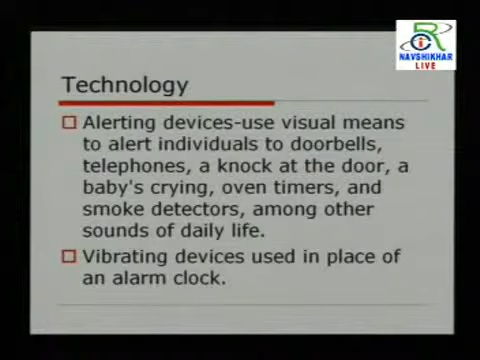 NAVSHIKHAR
LIVE
Technology
Alerting devices-use visual means
to alert individuals to doorbells,
telephones, a knock at the door, a
baby's crying, oven timers, and
smoke detectors, among other
sounds of daily life.
Vibrating devices used in place of
an alarm clock.